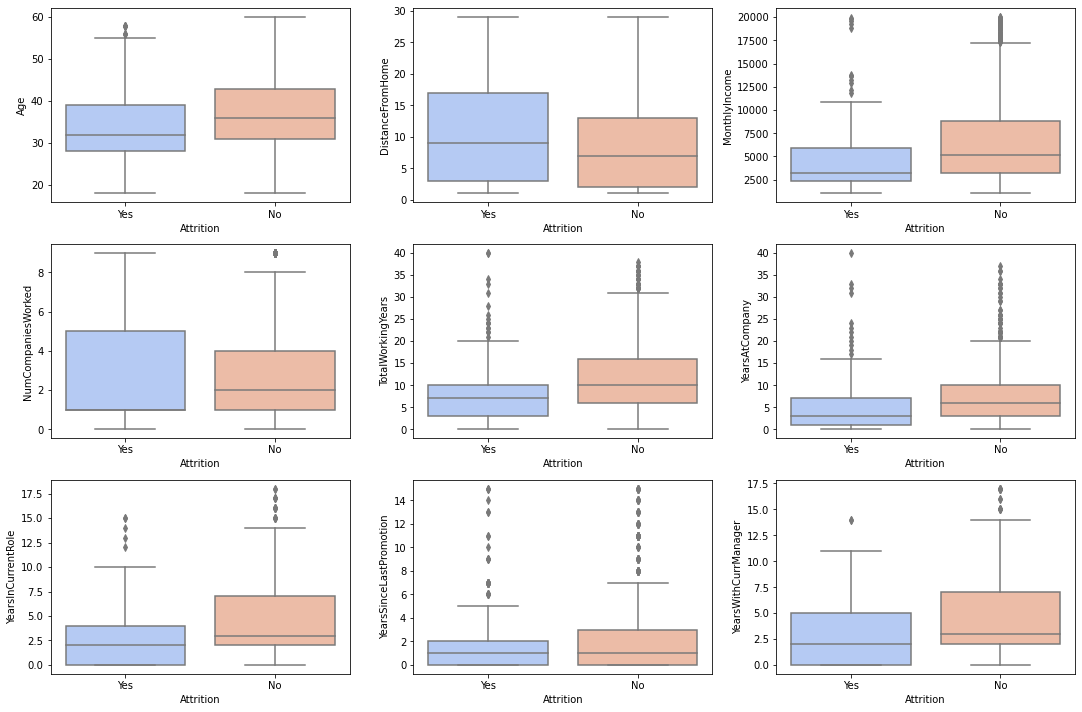 Age
60
50
40
30
20
Yes
No
Attrition
DistanceFromHome
30
25
20
15
10
5
0
Yes
No
Attrition
MonthlyIncome
20000
17500
15000
12500
10000
7500
5000
2500
Yes
No
Attrition
NumCompaniesWorked
8
6
4
2
0
Yes
No
Attrition
TotalWorkingYears
40
35
30
25
20
15
10
5
0
Yes
No
Attrition
YearsAtCompany
40
35
30
25
20
15
10
5
0
Yes
No
Attrition
YearsInCurrentRole
17.5
15.0
12.5
10.0
7.5
5.0
2.5
0.0
Yes
No
Attrition
YearsSinceLastPromotion
14
12
10
8
6
4
2
0
Yes
No
Attrition
YearsWithCurrManager
17.5
15.0
12.5
10.0
7.5
5.0
2.5
0.0
Yes
No
Attrition